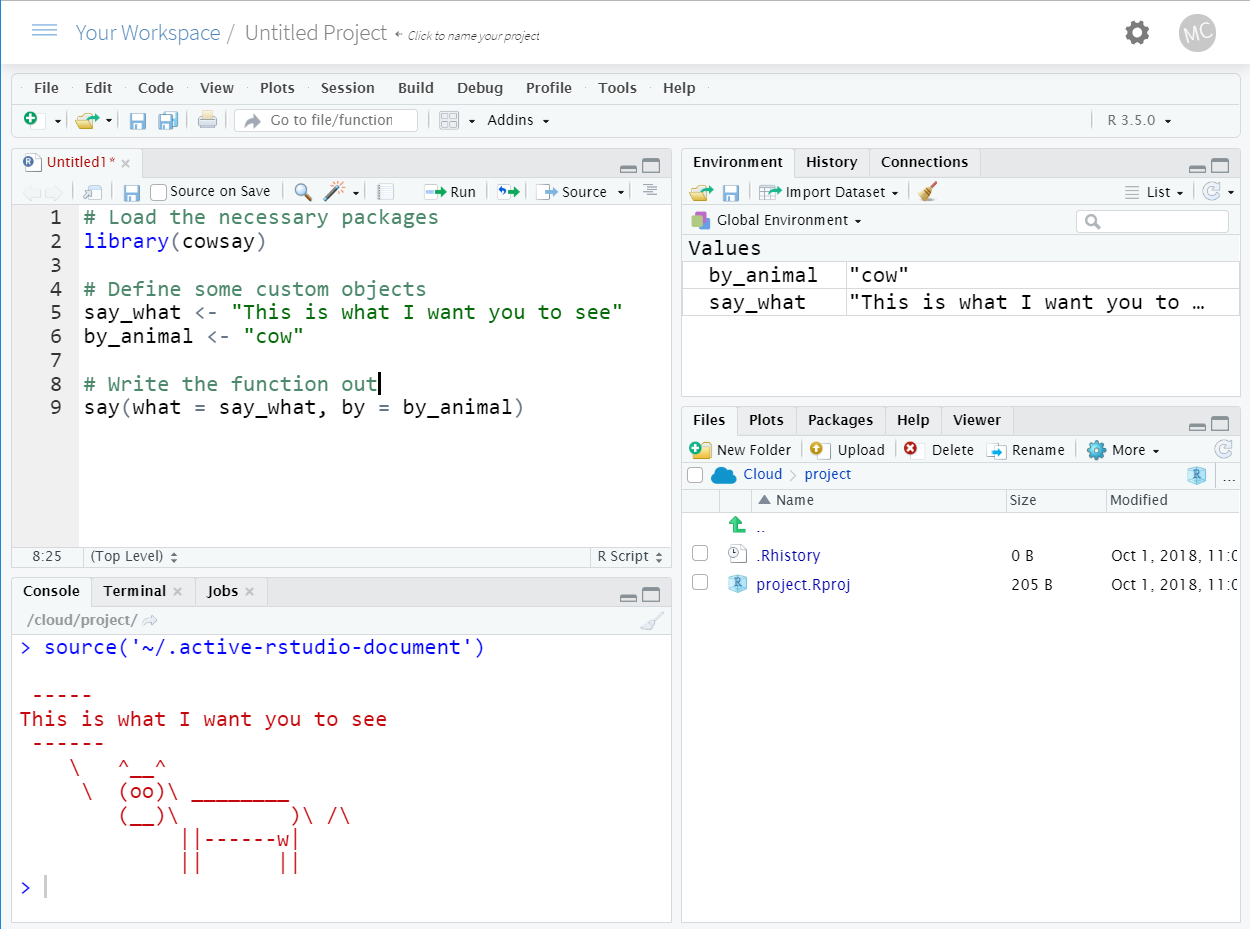 Your Workspace / Untitled Project ← Click to name your project
MC
File Edit Code View Plots Session Build Debug Profile Tools Help
Go to file/function Addins R 3.5.0
Untitled1* ×
Source on Save Run Source
1 # Load the necessary packages
2 library(cowsay)
3
4 # Define some custom objects
5 say_what <- "This is what I want you to see"
6 by_animal <- "cow"
7
8 # Write the function out
9 say(what = say_what, by = by_animal)
8:25 (Top Level) R Script
Console Terminal × Jobs ×
/cloud/project/
> source('~/.active-rstudio-document')
 -----
This is what I want you to see
 ------
    \   ^__^
     \  (oo)\ ________
        (__)\         )\ /\
             ||------w|
             ||      ||
>
Environment History Connections
Import Dataset List
Global Environment
Values
by_animal "cow"
say_what "This is what I want you to …
Files Plots Packages Help Viewer
New Folder Upload Delete Rename More
Cloud project R ...
Name Size Modified
..
.Rhistory 0 B Oct 1, 2018, 11:0
project.Rproj 205 B Oct 1, 2018, 11:0